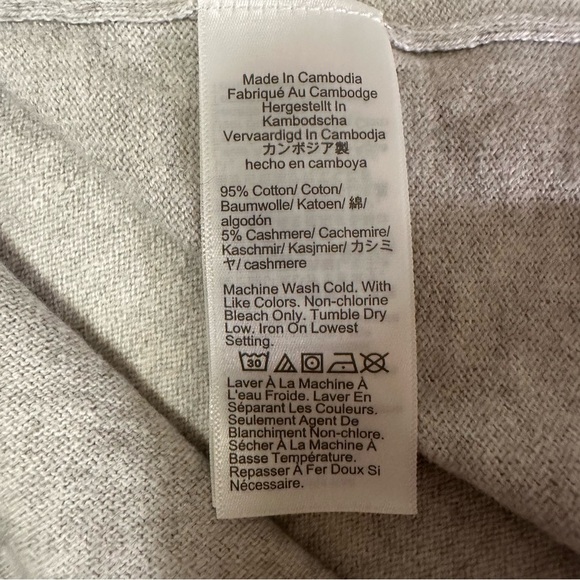 Made In Cambodia
Fabriqué Au Cambodge
Hergestellt In
Kambodscha
Vervaardigd In Cambodja
カンボジア製
hecho en camboya
95% Cotton/ Coton/
Baumwolle/ Katoen/ 綿/
algodón
5% Cashmere/ Cachemire/
Kaschmir/ Kasjmier/ カシミ
ヤ/ cashmere
Machine Wash Cold. With
Like Colors. Non-chlorine
Bleach Only. Tumble Dry
Low. Iron On Lowest
Setting.
30
Laver À La Machine À
L'eau Froide. Laver En
Séparant Les Couleurs.
Seulement Agent De
Blanchiment Non-chlore.
Sécher À La Machine À
Basse Température.
Repasser À Fer Doux Si
Nécessaire.